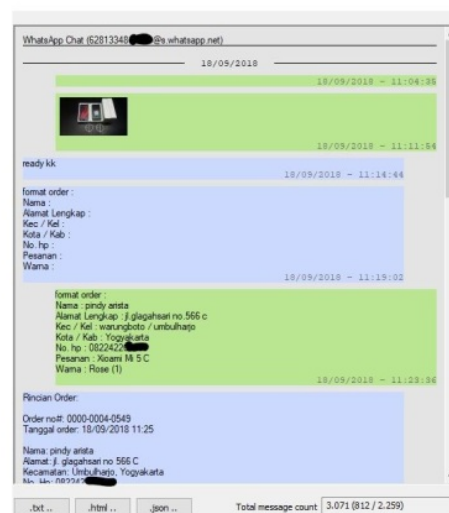 WhatsApp Chat (62813348 @s.whatsapp.net)
18/09/2018
18/09/2018 - 11:04:35
18/09/2018 - 11:11:54
ready kk
18/09/2018 - 11:14:44
format order :
Nama :
Alamat Lengkap :
Kec / Kel :
Kota / Kab :
No. hp :
Pesanan :
Warna :
18/09/2018 - 11:19:02
format order :
Nama : pindy arista
Alamat Lengkap : jl.glagahsari no.566 c
Kec / Kel : warungboto / umbulharjo
Kota / Kab : Yogyakarta
No. hp : 0822422
Pesanan : Xioami Mi 5 C
Warna : Rose (1)
18/09/2018 - 11:23:36
Rincian Order:
Order no#: 0000-0004-0549
Tanggal order: 18/09/2018 11:25
Nama: pindy arista
Alamat: jl. glagahsari no 566 C
Kecamatan: Umbulharjo, Yogyakarta
No. Hp: 082242
.txt ..
.html ..
.json ..
Total message count
3.071 (812 / 2.259)